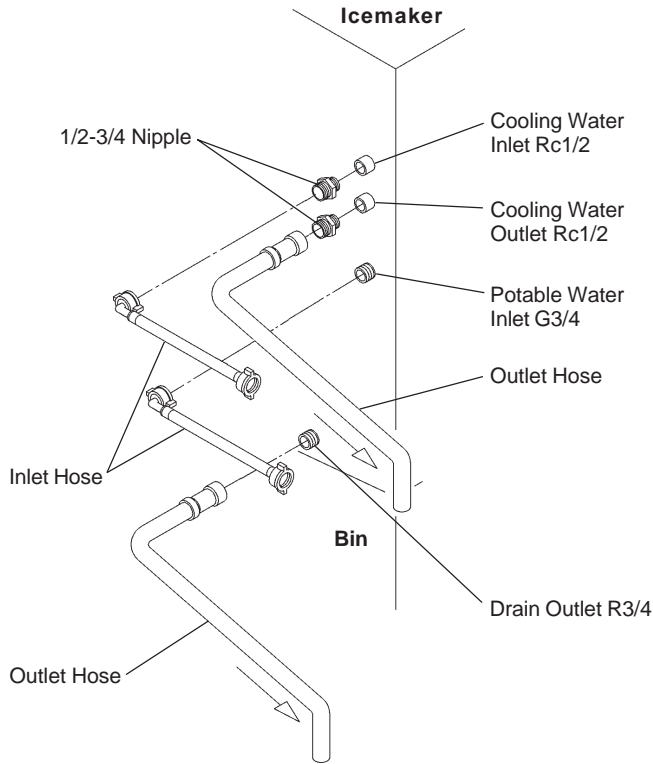 Icemaker
1/2-3/4 Nipple
Cooling Water
Inlet Rc1/2
Cooling Water
Outlet Rc1/2
Potable Water
Inlet G3/4
Outlet Hose
Inlet Hose
Bin
Drain Outlet R3/4
Outlet Hose